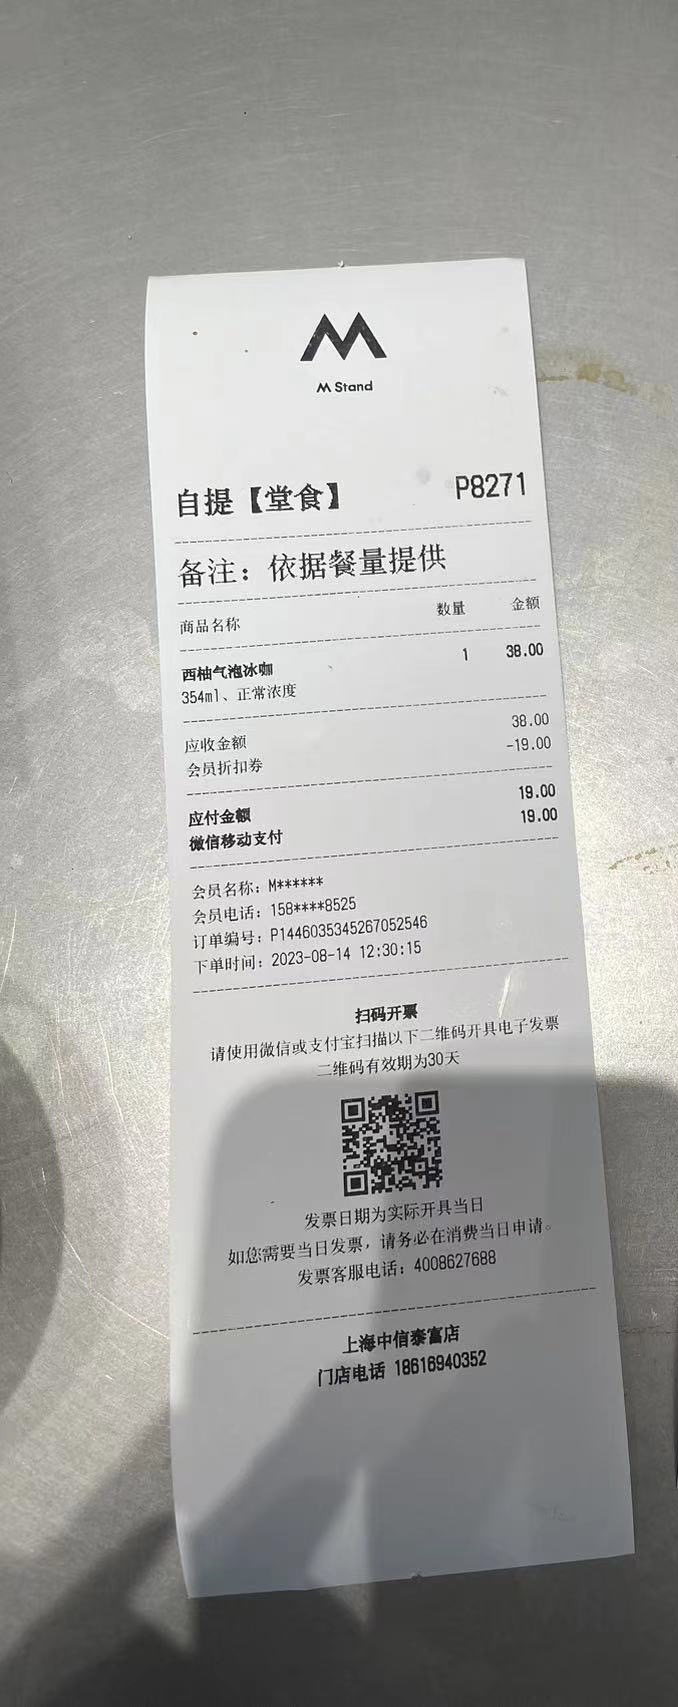 M Stand
自提【堂食】 P8271
备注：依据餐量提供
商品名称 数量 金额
西柚气泡冰咖 1 38.00
354ml、正常浓度
应收金额 38.00
会员折扣券 -19.00
应付金额 19.00
微信移动支付 19.00
会员名称：M******
会员电话：158****8525
订单编号：P1446035345267052546
下单时间：2023-08-14 12:30:15
扫码开票
请使用微信或支付宝扫描以下二维码开具电子发票
二维码有效期为30天
发票日期为实际开具当日
如您需要当日发票，请务必在消费当日申请。
发票客服电话：4008627688
上海中信泰富店
门店电话 18616940352